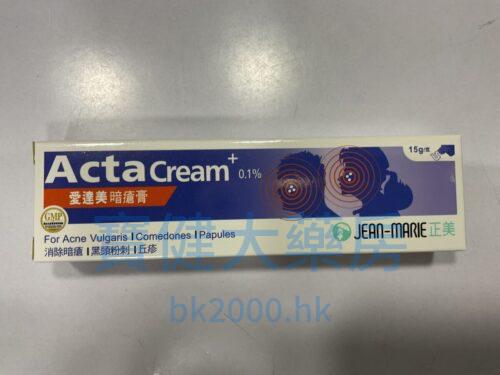 Acta Cream+ 0.1%
15g/支
愛達美暗瘡膏
GMP
For Acne Vulgaris | Comedones | Papules
消除暗瘡 | 黑頭粉刺 | 丘疹
JEAN-MARIE 正美
寶健大藥房
bk2000.hk